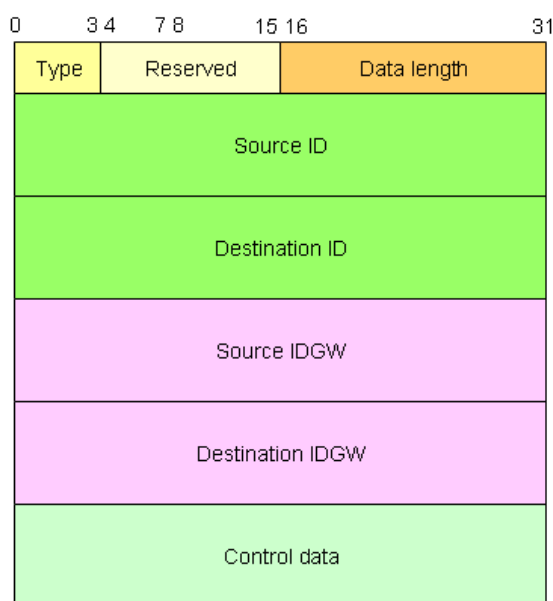 0 3 4 7 8 15 16 31
Type Reserved Data length
Source ID
Destination ID
Source IDGW
Destination IDGW
Control data